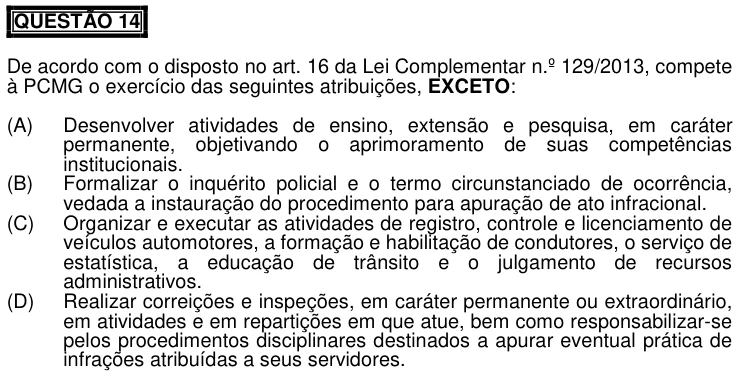 QUESTÃO 14
De acordo com o disposto no art. 16 da Lei Complementar n.º 129/2013, compete
à PCMG o exercício das seguintes atribuições, EXCETO:
(A) Desenvolver atividades de ensino, extensão e pesquisa, em caráter
permanente, objetivando o aprimoramento de suas competências
institucionais.
(B) Formalizar o inquérito policial e o termo circunstanciado de ocorrência,
vedada a instauração do procedimento para apuração de ato infracional.
(C) Organizar e executar as atividades de registro, controle e licenciamento de
veículos automotores, a formação e habilitação de condutores, o serviço de
estatística, a educação de trânsito e o julgamento de recursos
administrativos.
(D) Realizar correições e inspeções, em caráter permanente ou extraordinário,
em atividades e em repartições em que atue, bem como responsabilizar-se
pelos procedimentos disciplinares destinados a apurar eventual prática de
infrações atribuídas a seus servidores.